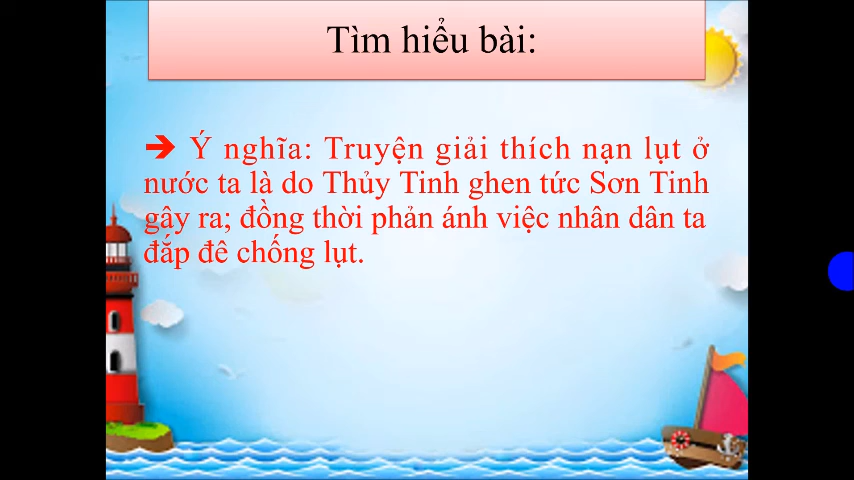 Tìm hiểu bài:
➔ Ý nghĩa: Truyện giải thích nạn lụt ở
nước ta là do Thủy Tinh ghen tức Sơn Tinh
gây ra; đồng thời phản ánh việc nhân dân ta
đắp đê chống lụt.